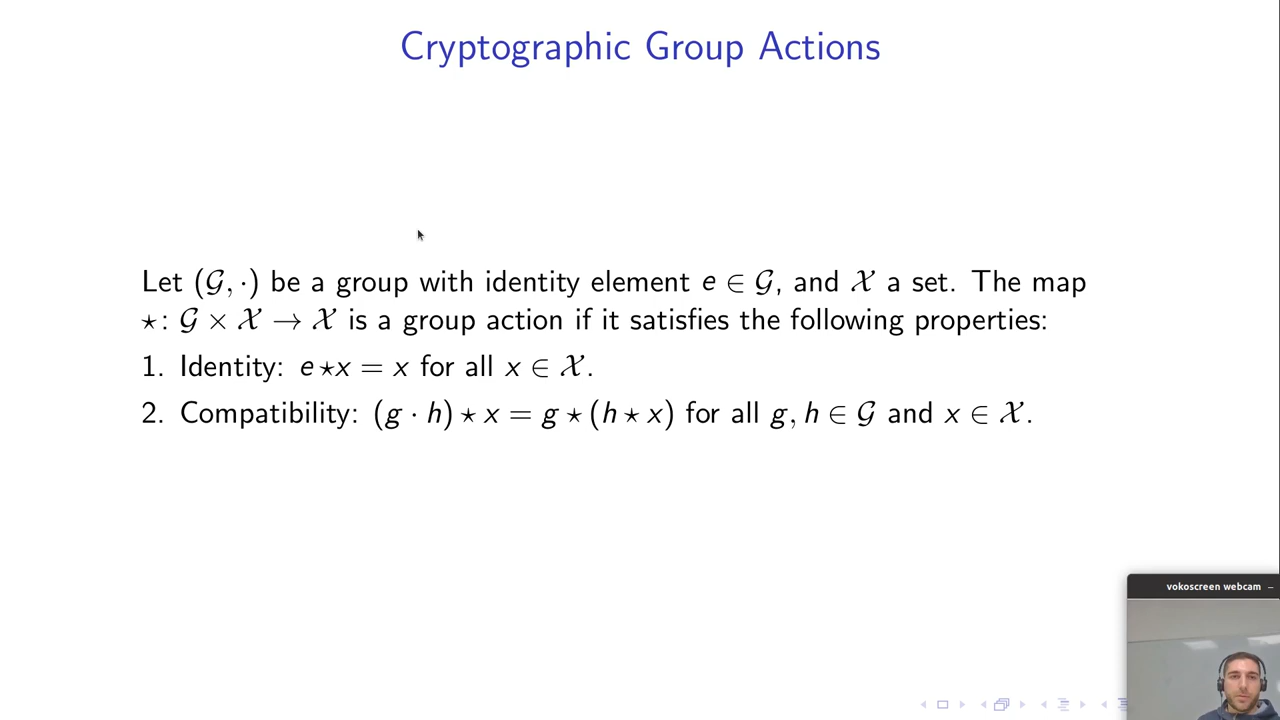 Cryptographic Group Actions
Let (𝒢, ·) be a group with identity element e ∈ 𝒢, and 𝒳 a set. The map
⋆: 𝒢 × 𝒳 → 𝒳 is a group action if it satisfies the following properties:
1. Identity: e ⋆ x = x for all x ∈ 𝒳.
2. Compatibility: (g · h) ⋆ x = g ⋆ (h ⋆ x) for all g, h ∈ 𝒢 and x ∈ 𝒳.
vokoscreen webcam